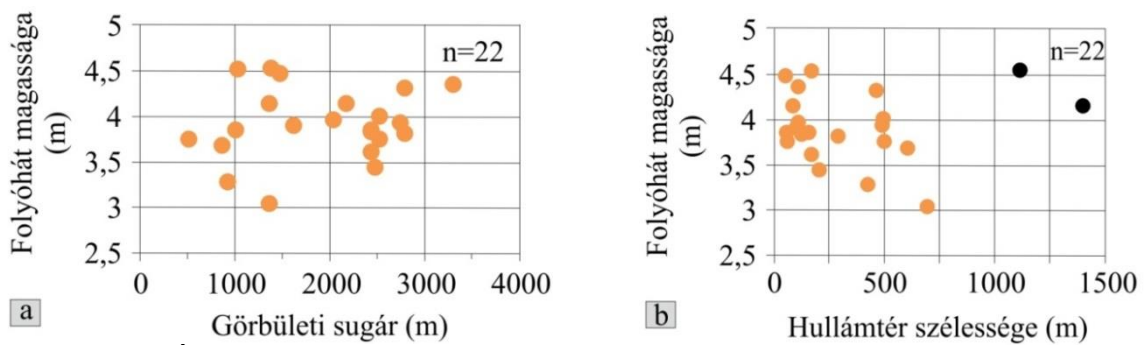 Folyóhát magassága
(m)
5
4,5
4
3,5
3
2,5
n=22
0
1000
2000
3000
4000
a
Görbületi sugár (m)
Folyóhát magassága
(m)
5
4,5
4
3,5
3
2,5
n=22
0
500
1000
1500
b
Hullámtér szélessége (m)